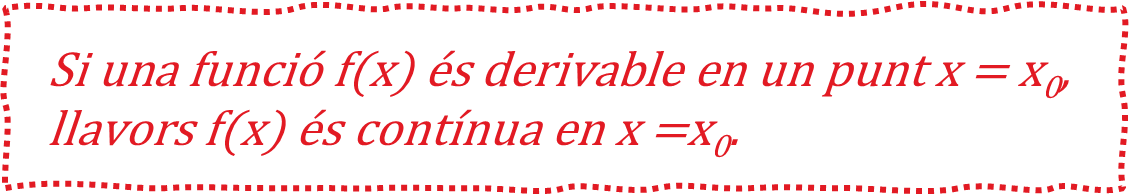 Si una funció f(x) és derivable en un punt x = x₀,
llavors f(x) és contínua en x =x₀.